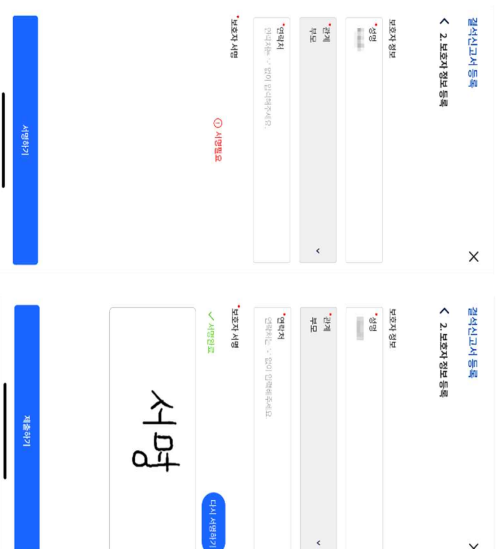 결석신고서 등록
2. 보호자 정보 등록
보호자 정보
*성명
*관계
부모
*연락처
연락처는 '-' 없이 입력해주세요.
*보호자 서명
서명필요
서명하기
결석신고서 등록
2. 보호자 정보 등록
보호자 정보
*성명
*관계
부모
*연락처
연락처는 '-' 없이 입력해주세요.
*보호자 서명
서명완료
다시 서명하기
서명
제출하기